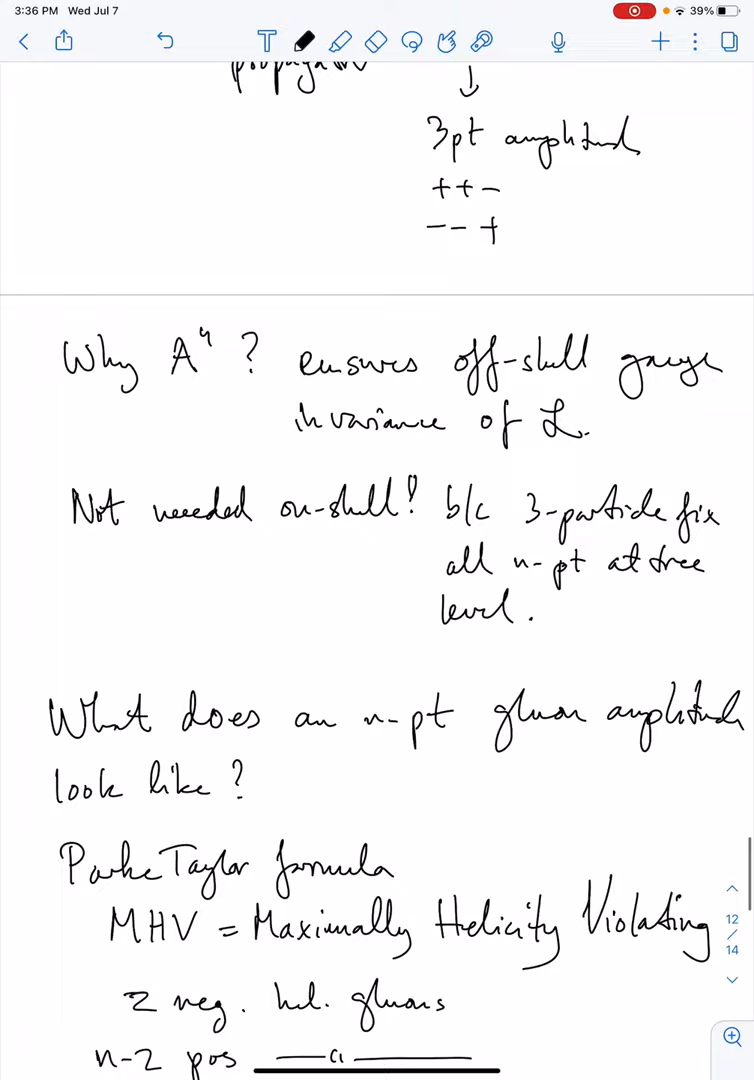 3:36 PM Wed Jul 7
39%
3pt amplitud
++-
--+
Why A⁴ ? ensures off-shell gauge
invariance of L.
Not needed on-shell! b/c 3-particle fix
all n-pt at tree
level.
What does an n-pt gluon amplitud
look like?
Parke Taylor formula
MHV = Maximally Helicity Violating
2 neg. hel. gluons
n-2 pos
12
/
14